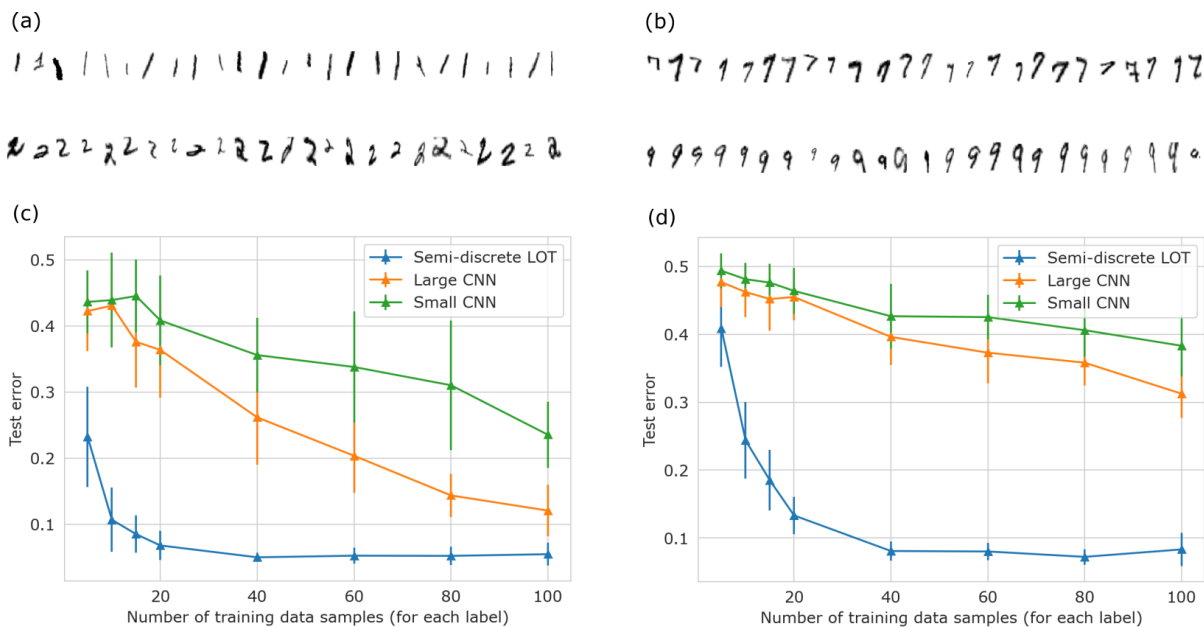 (a)
(b)
(c)
Semi-discrete LOT
Large CNN
Small CNN
Test error
0.5
0.4
0.3
0.2
0.1
20
40
60
80
100
Number of training data samples (for each label)
(d)
Semi-discrete LOT
Large CNN
Small CNN
Test error
0.5
0.4
0.3
0.2
0.1
20
40
60
80
100
Number of training data samples (for each label)